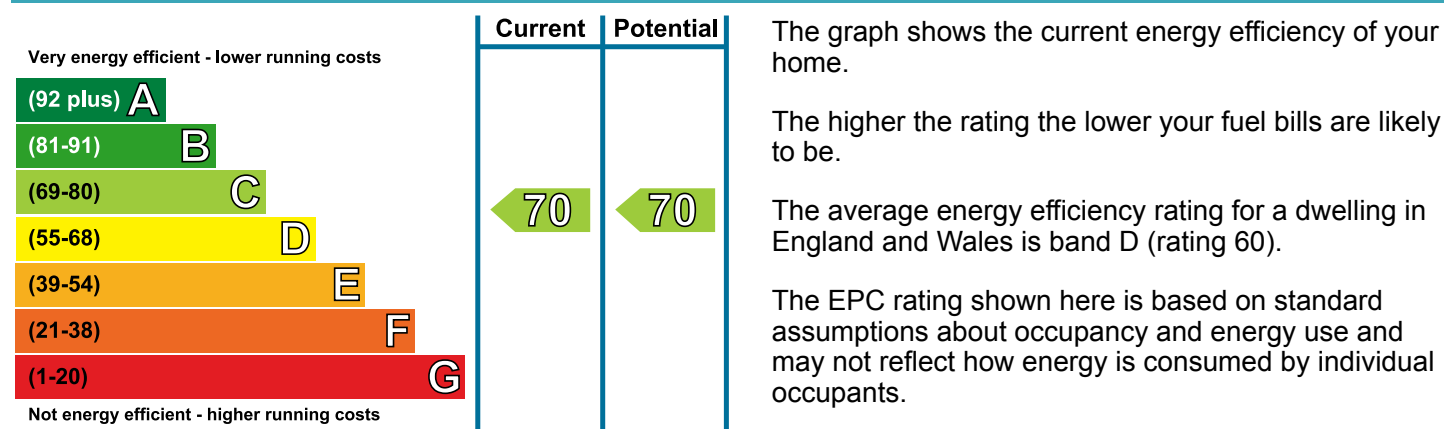 Current Potential
Very energy efficient - lower running costs
(92 plus) A
(81-91) B
(69-80) C
70 70
(55-68) D
(39-54) E
(21-38) F
(1-20) G
Not energy efficient - higher running costs
The graph shows the current energy efficiency of your
home.
The higher the rating the lower your fuel bills are likely
to be.
The average energy efficiency rating for a dwelling in
England and Wales is band D (rating 60).
The EPC rating shown here is based on standard
assumptions about occupancy and energy use and
may not reflect how energy is consumed by individual
occupants.